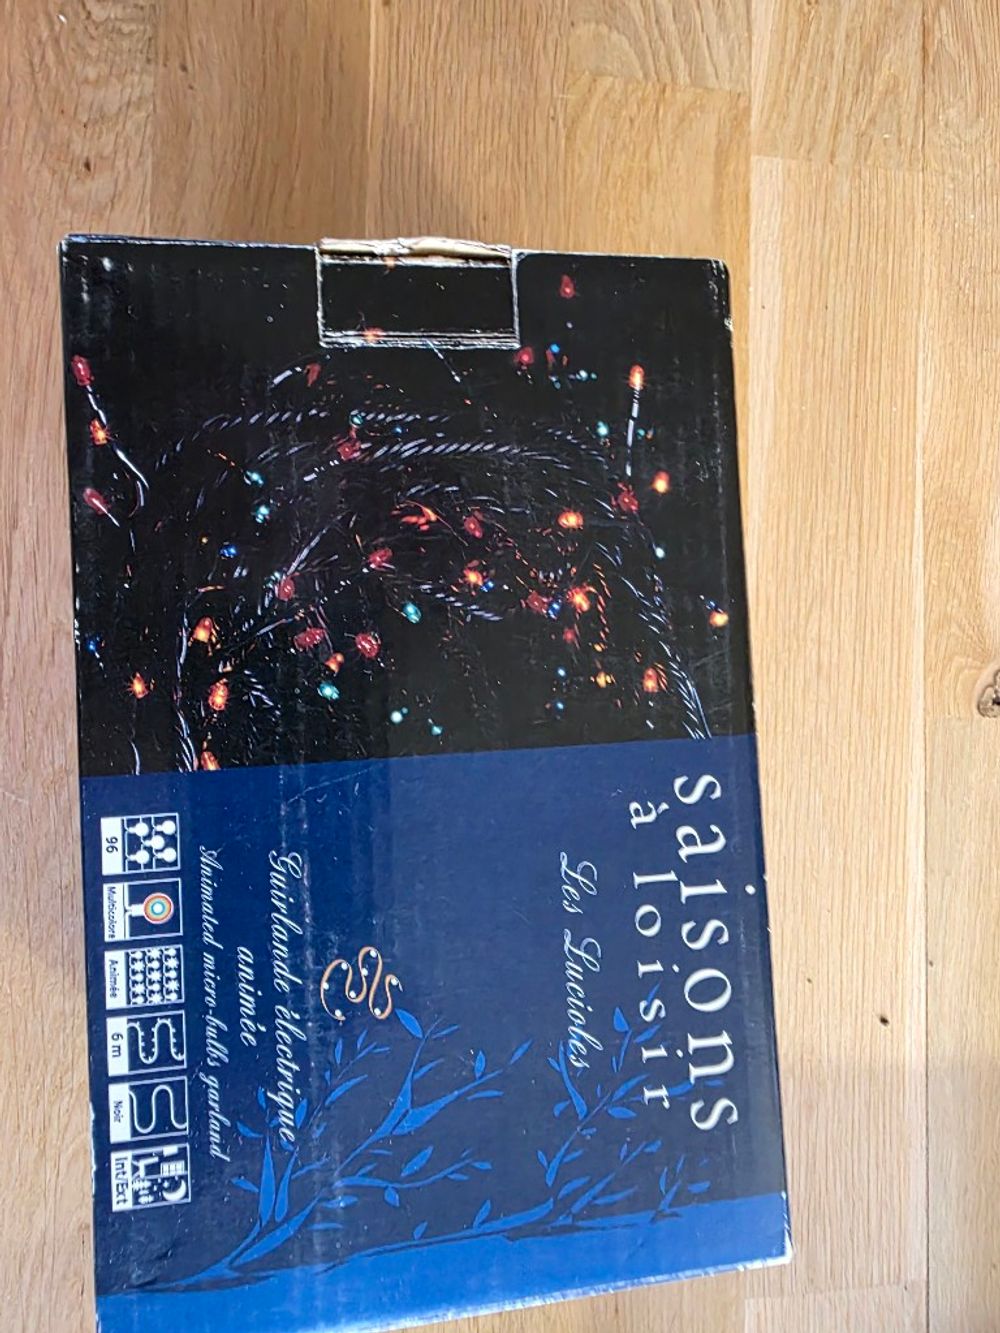 saisons
à loisir
Les Lucioles
Guirlande électrique
animée
Animated micro-bulbs garland
96
Multicolore
Animée
6 m
Noir
Int/Ext